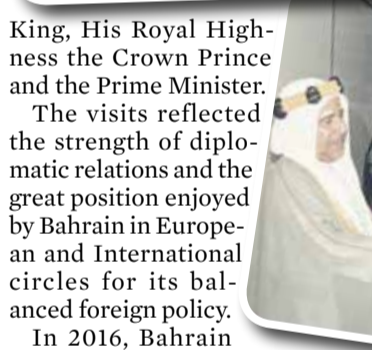 King, His Royal High-
ness the Crown Prince
and the Prime Minister.
The visits reflected
the strength of diplo-
matic relations and the
great position enjoyed
by Bahrain in Europe-
an and International
circles for its bal-
anced foreign policy.
In 2016, Bahrain